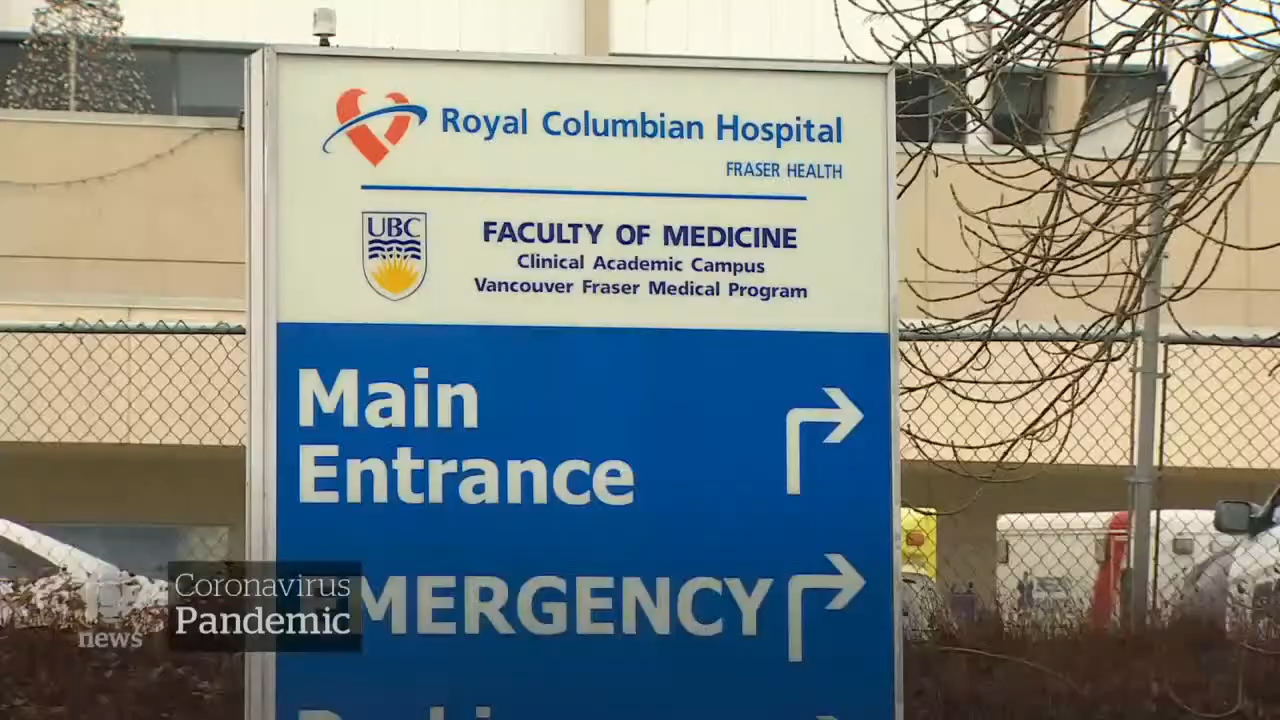 Royal Columbian Hospital
FRASER HEALTH
UBC
FACULTY OF MEDICINE
Clinical Academic Campus
Vancouver Fraser Medical Program
Main
Entrance
EMERGENCY
Coronavirus
Pandemic
news